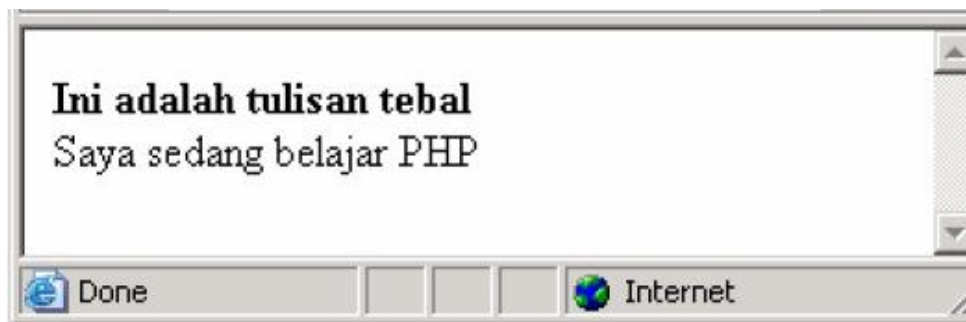 Ini adalah tulisan tebal
Saya sedang belajar PHP
Done
Internet